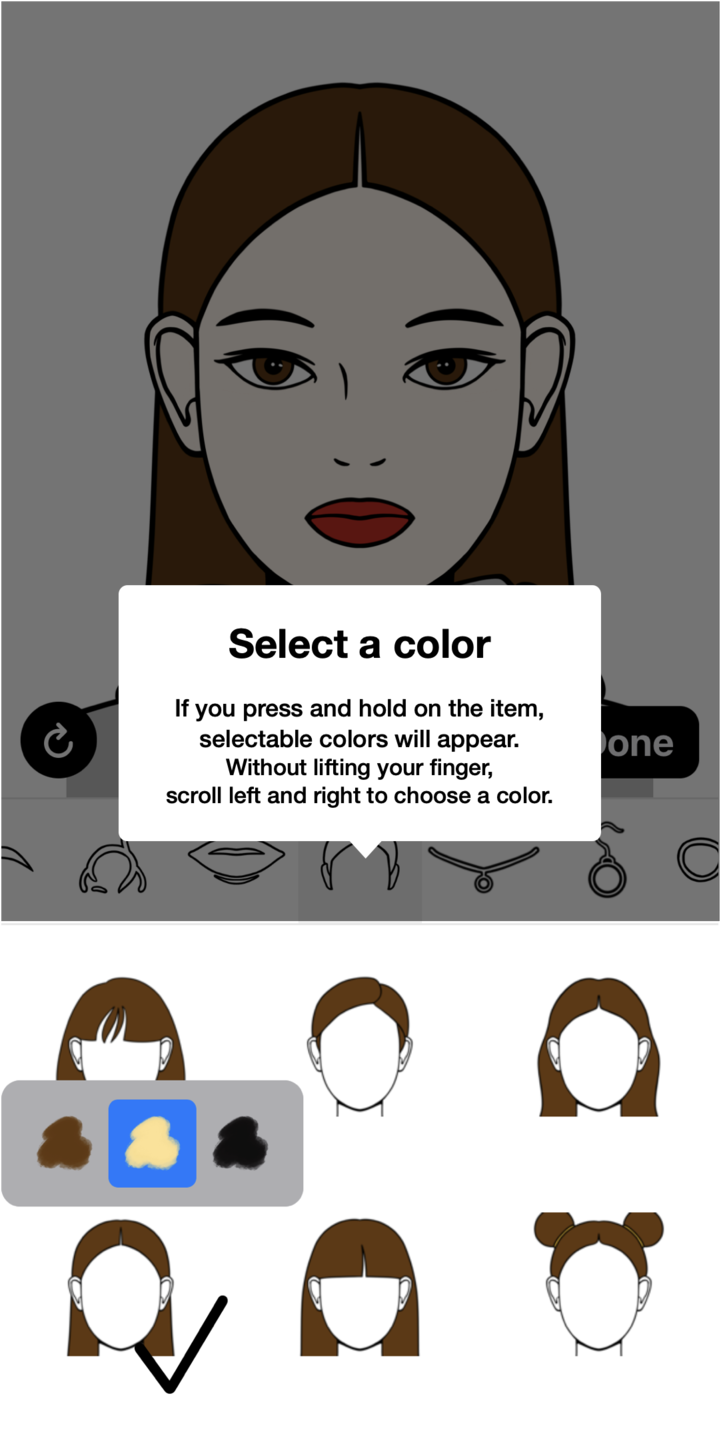 Select a color
If you press and hold on the item,
selectable colors will appear.
Without lifting your finger,
scroll left and right to choose a color.
Done